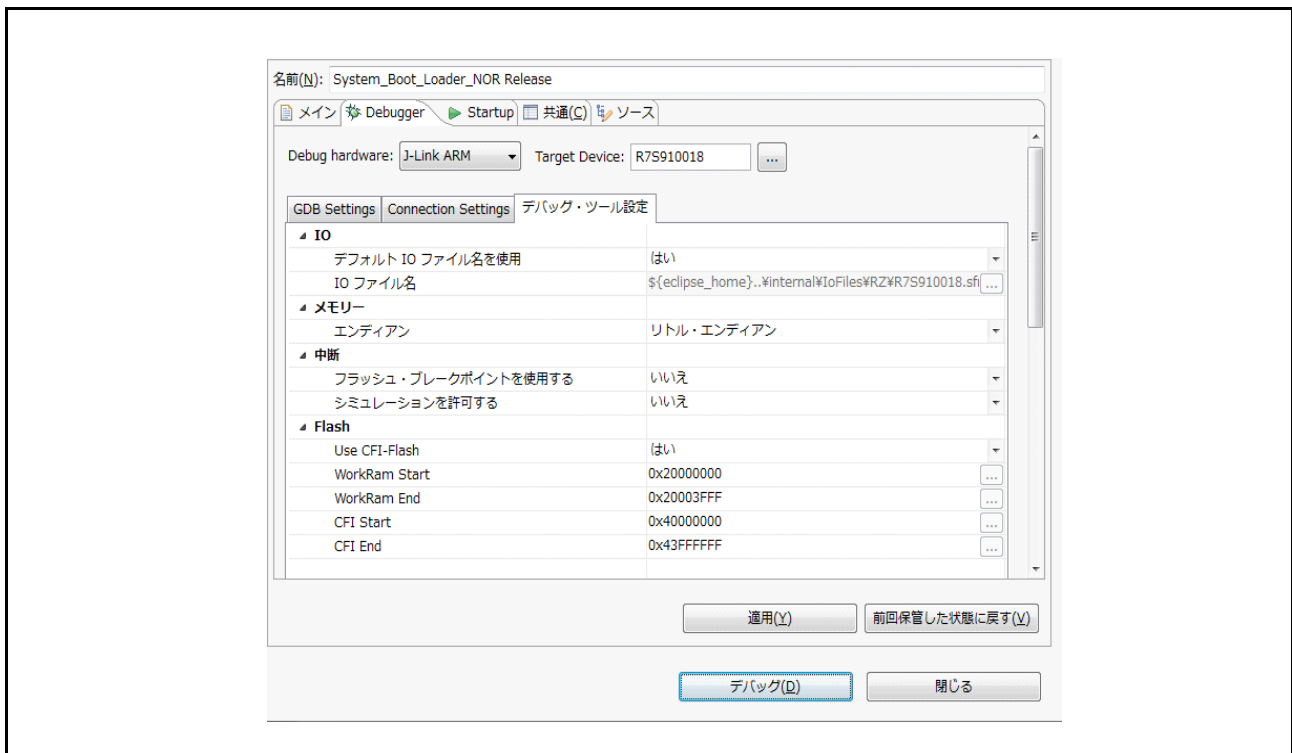 名前(N): System_Boot_Loader_NOR Release
メイン Debugger Startup 共通(C) ソース
Debug hardware: J-Link ARM Target Device: R7S910018 ...
GDB Settings Connection Settings デバッグ・ツール設定
IO
デフォルト IO ファイル名を使用 はい
IO ファイル名 ${eclipse_home}..¥internal¥IoFiles¥RZ¥R7S910018.sfr ...
メモリー
エンディアン リトル・エンディアン
中断
フラッシュ・ブレークポイントを使用する いいえ
シミュレーションを許可する いいえ
Flash
Use CFI-Flash はい
WorkRam Start 0x20000000 ...
WorkRam End 0x20003FFF ...
CFI Start 0x40000000 ...
CFI End 0x43FFFFFF ...
適用(Y) 前回保管した状態に戻す(V)
デバッグ(D) 閉じる